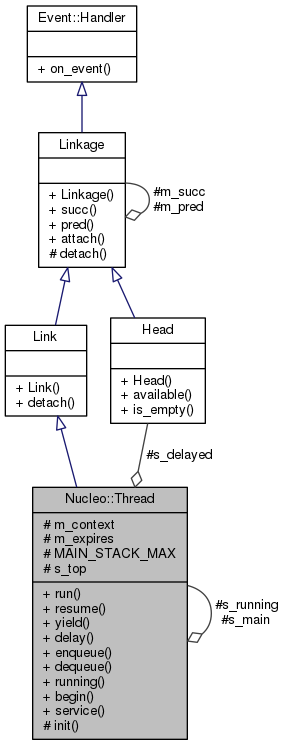 Event::Handler
+ on_event()
Linkage
+ Linkage()
+ succ()
+ pred()
+ attach()
# detach()
#m_succ
#m_pred
Link
+ Link()
+ detach()
Head
+ Head()
+ available()
+ is_empty()
#s_delayed
Nucleo::Thread
# m_context
# m_expires
# MAIN_STACK_MAX
# s_top
+ run()
+ resume()
+ yield()
+ delay()
+ enqueue()
+ dequeue()
+ running()
+ begin()
+ service()
# init()
#s_running
#s_main